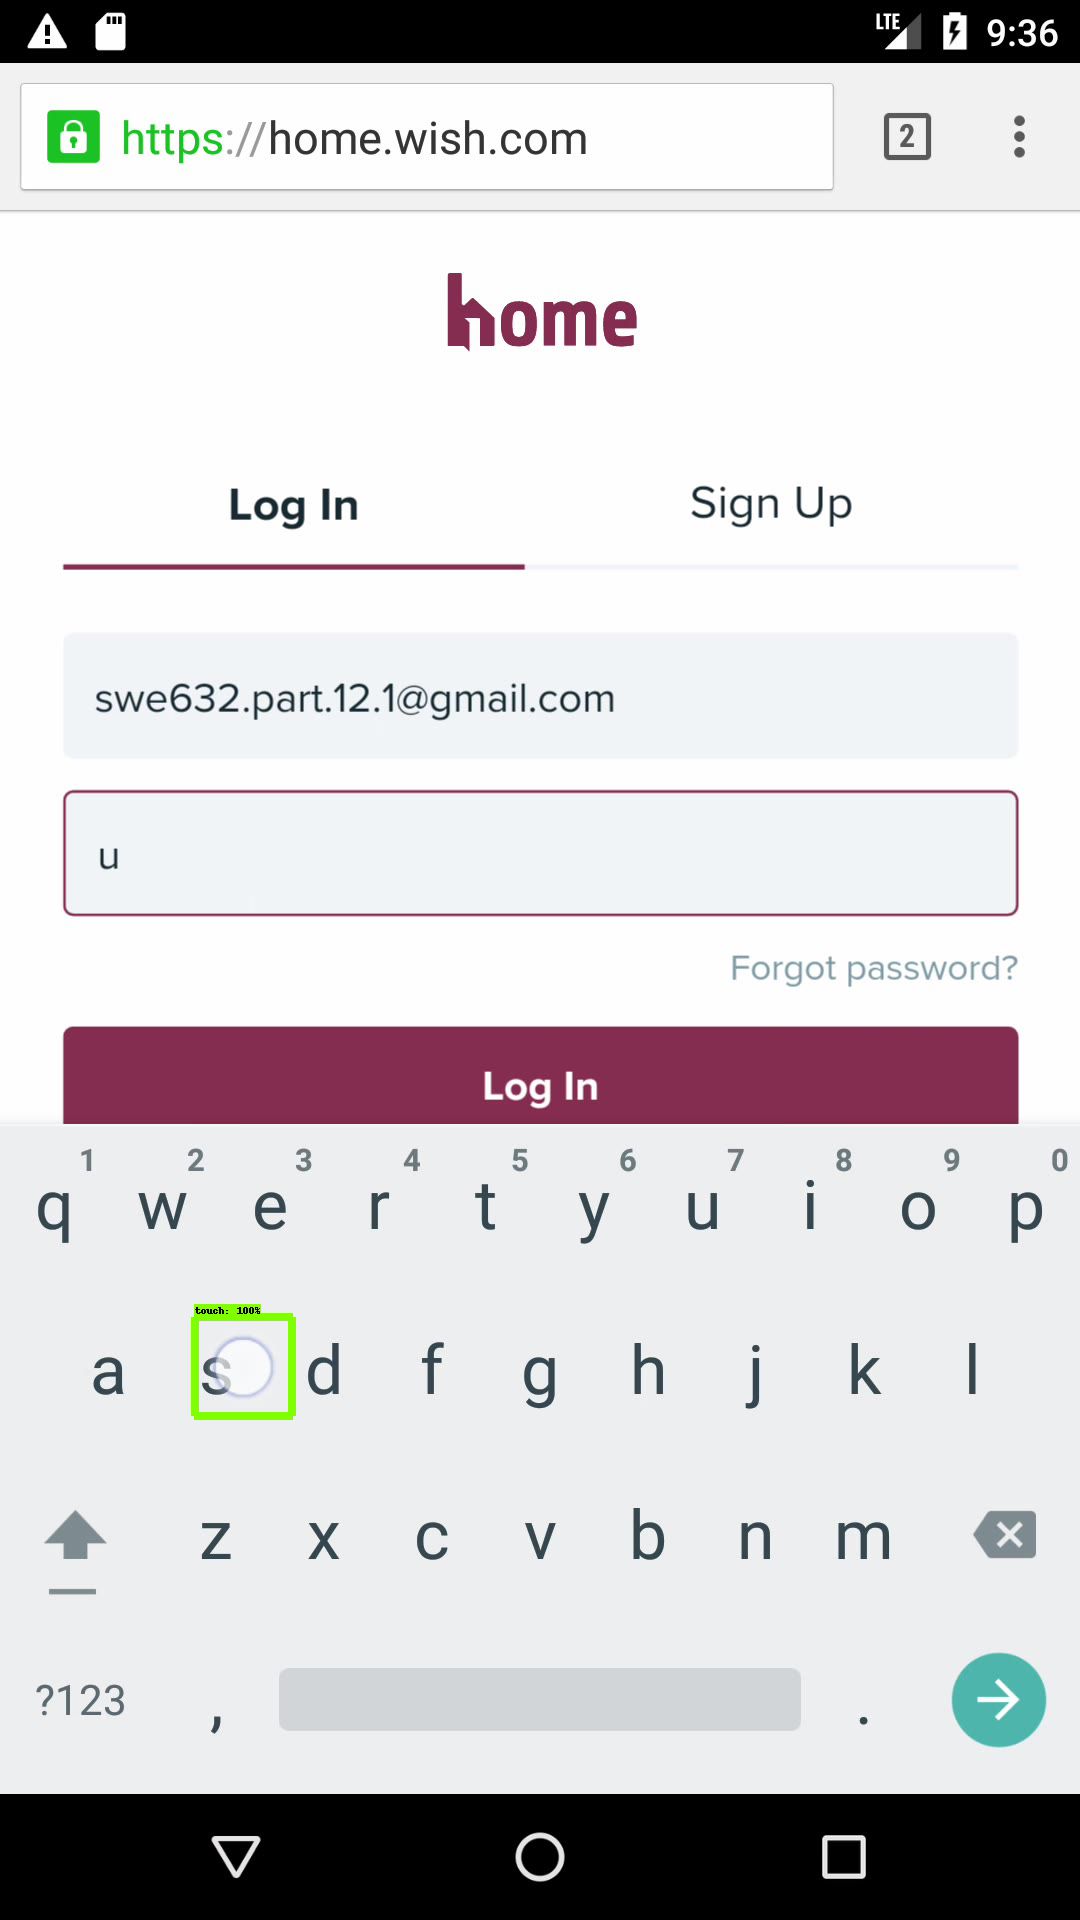 LTE 9:36
https://home.wish.com 2
home
Log In Sign Up
swe632.part.12.1@gmail.com
u
Forgot password?
Log In
1 2 3 4 5 6 7 8 9 0
q w e r t y u i o p
touch: 100%
a s d f g h j k l
z x c v b n m
?123 , .